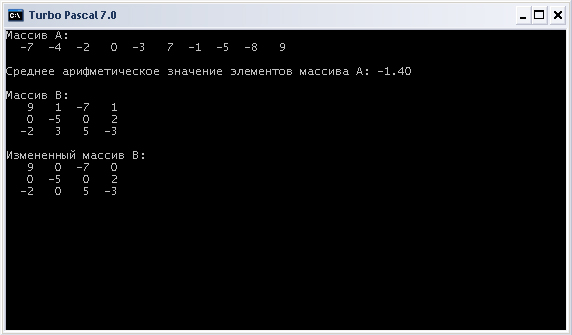 Turbo Pascal 7.0
Массив A:
-7 -4 -2 0 -3 7 -1 -5 -8 9
Среднее арифметическое значение элементов массива A: -1.40
Массив B:
9 1 -7 1
0 -5 0 2
-2 3 5 -3
Измененный массив B:
9 0 -7 0
0 -5 0 2
-2 0 5 -3